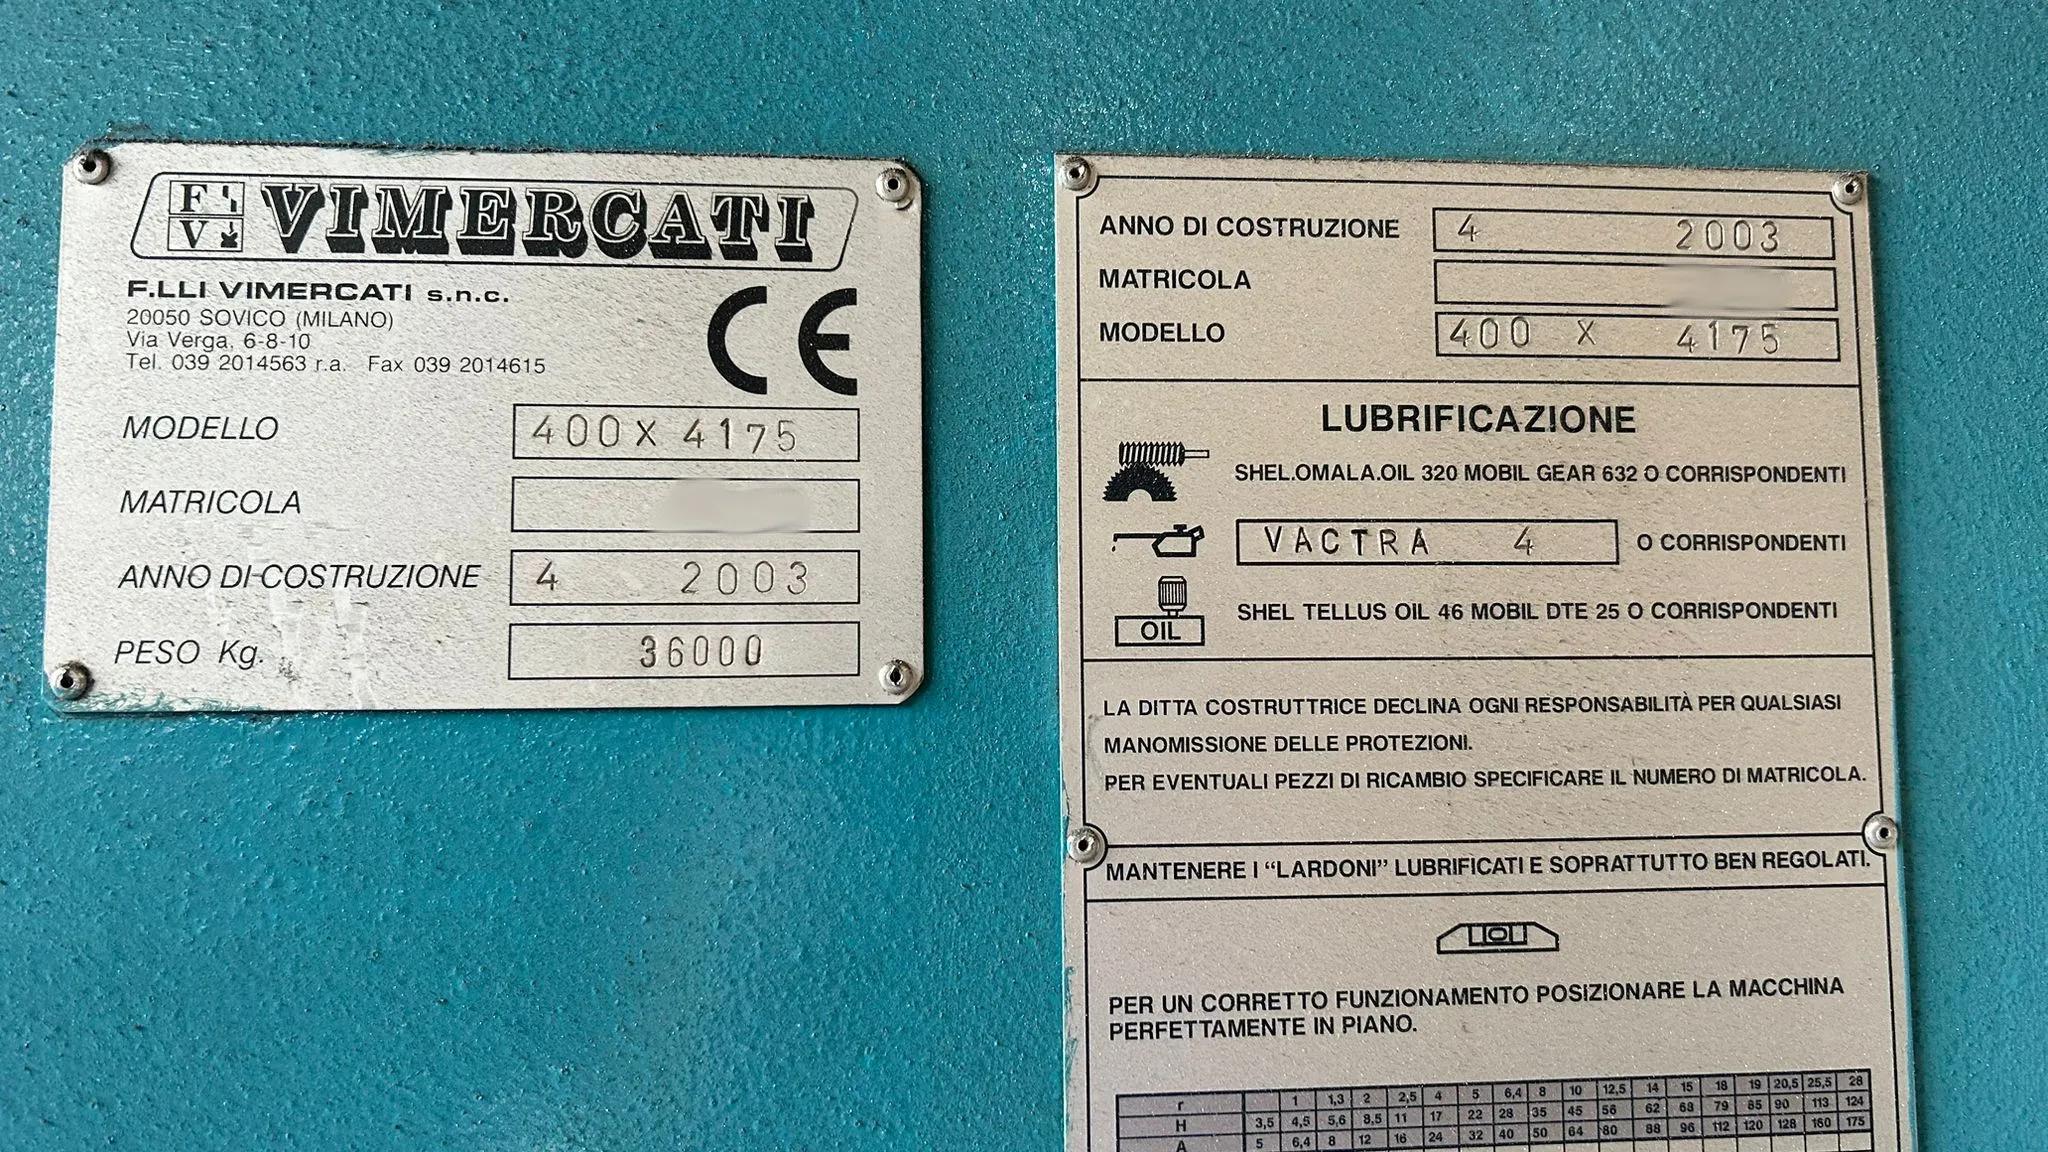 F
V
VIMERCATI
F.LLI VIMERCATI s.n.c.
20050 SOVICO (MILANO)
Via Verga, 6-8-10
Tel. 039 2014563 r.a. Fax 039 2014615
CE
MODELLO 400 X 4175
MATRICOLA
ANNO DI COSTRUZIONE 4 2003
PESO Kg. 36000
ANNO DI COSTRUZIONE 4 2003
MATRICOLA
MODELLO 400 X 4175
LUBRIFICAZIONE
SHEL.OMALA.OIL 320 MOBIL GEAR 632 O CORRISPONDENTI
VACTRA 4 O CORRISPONDENTI
OIL SHEL TELLUS OIL 46 MOBIL DTE 25 O CORRISPONDENTI
LA DITTA COSTRUTTRICE DECLINA OGNI RESPONSABILITÀ PER QUALSIASI
MANOMISSIONE DELLE PROTEZIONI.
PER EVENTUALI PEZZI DI RICAMBIO SPECIFICARE IL NUMERO DI MATRICOLA.
MANTENERE I “LARDONI” LUBRIFICATI E SOPRATTUTTO BEN REGOLATI.
PER UN CORRETTO FUNZIONAMENTO POSIZIONARE LA MACCHINA
PERFETTAMENTE IN PIANO.
r 1 1,3 2 2,5 4 5 6,4 8 10 12,5 14 15 18 19 20,5 25,5 28
H 3,5 4,5 5,6 8,5 11 17 22 28 35 45 56 62 68 79 85 90 113 124
A 5 6,4 8 12 16 24 32 40 50 64 80 88 96 112 120 128 160 175